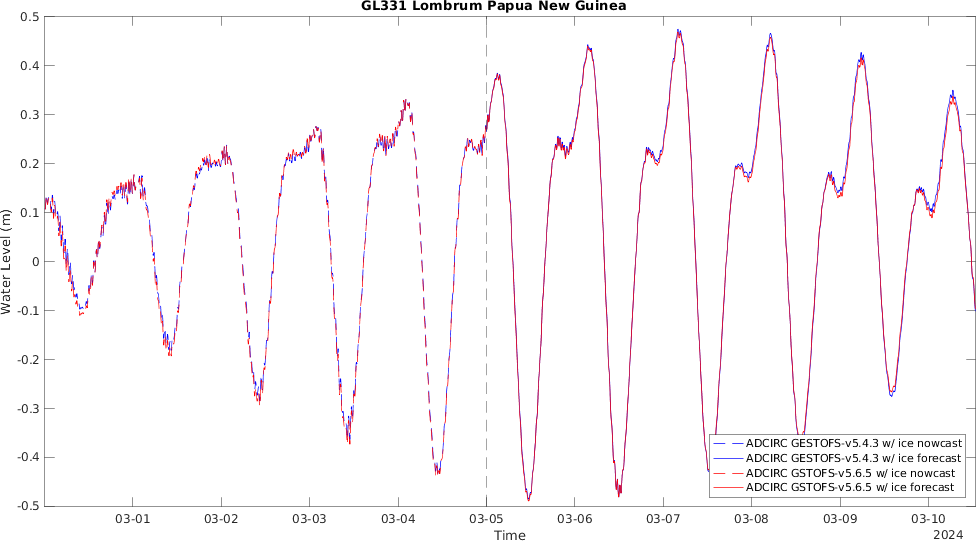 GL331 Lombrum Papua New Guinea
0.5
0.4
0.3
0.2
0.1
0
-0.1
-0.2
-0.3
-0.4
-0.5
Water Level (m)
ADCIRC GESTOFS-v5.4.3 w/ ice nowcast
ADCIRC GESTOFS-v5.4.3 w/ ice forecast
ADCIRC GSTOFS-v5.6.5 w/ ice nowcast
ADCIRC GSTOFS-v5.6.5 w/ ice forecast
03-01 03-02 03-03 03-04 03-05 03-06 03-07 03-08 03-09 03-10
Time
2024